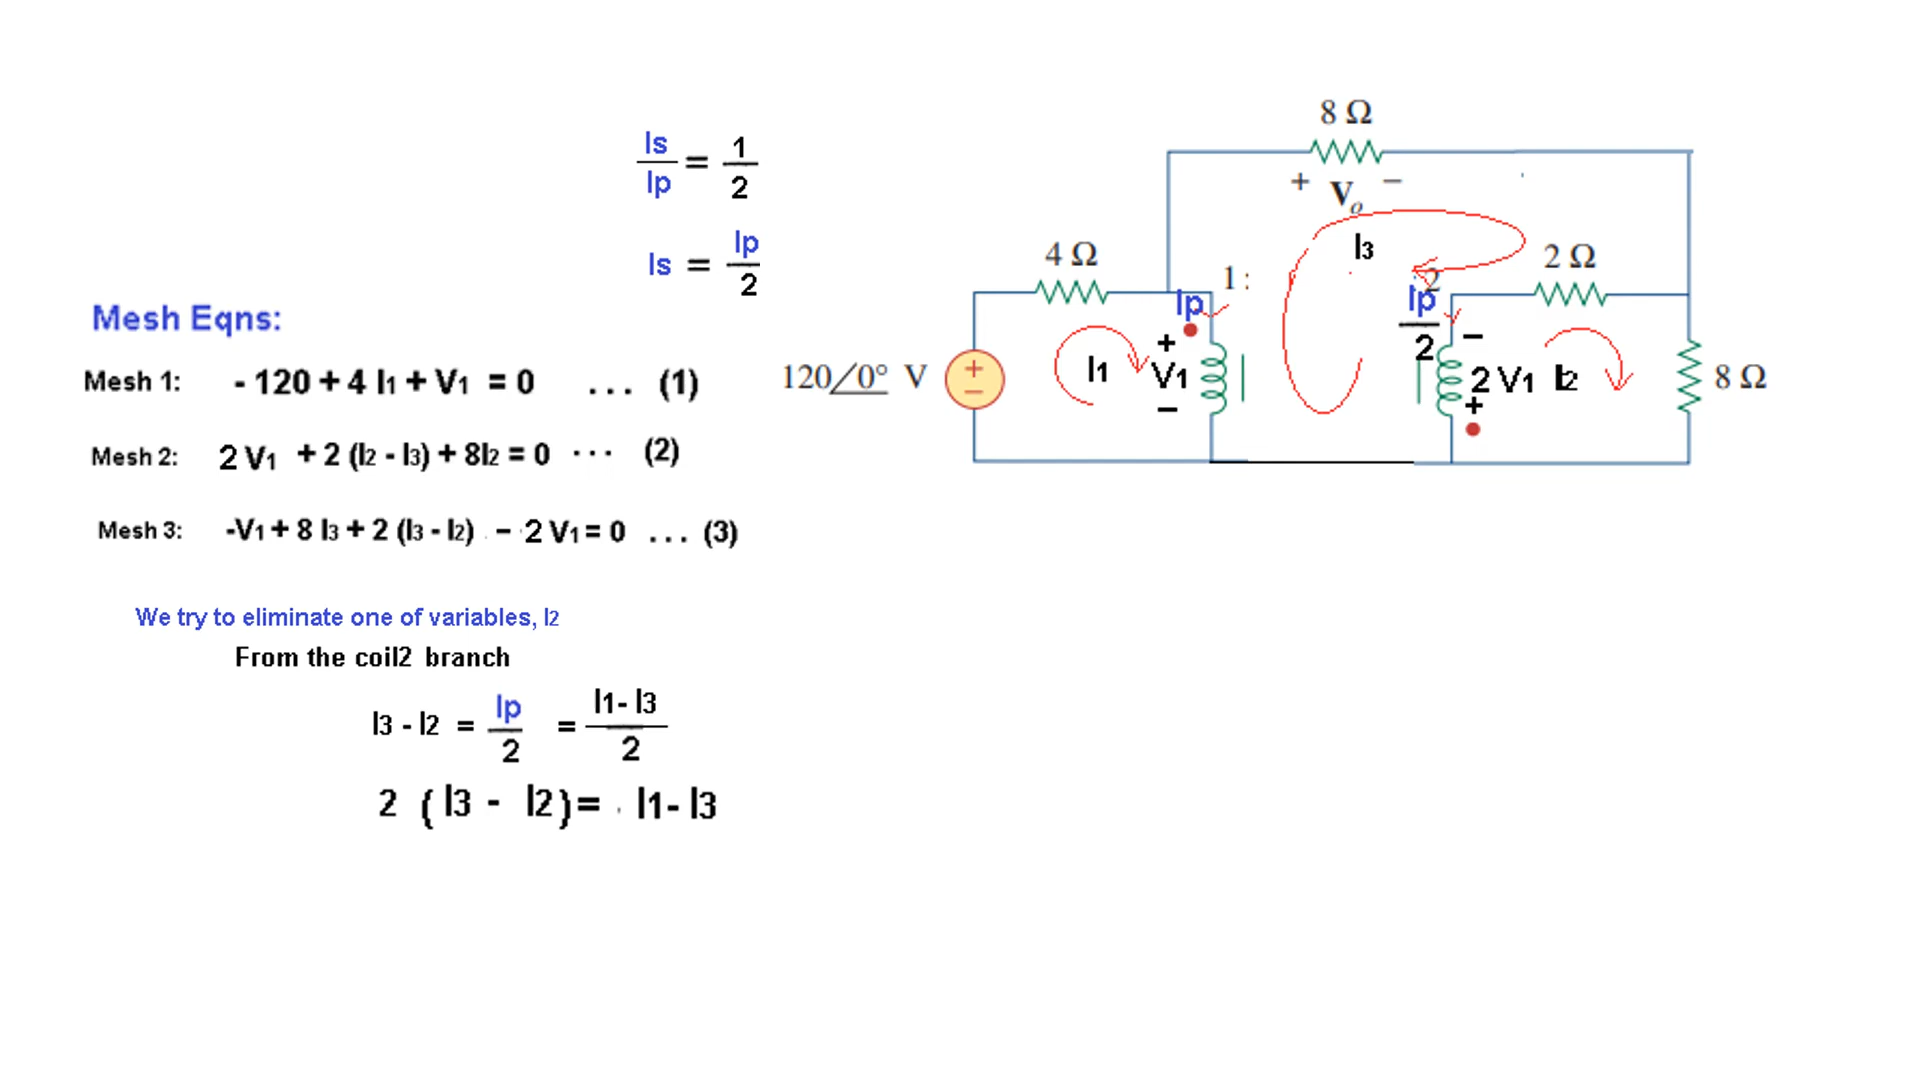 Is/Ip = 1/2
Is = Ip/2
Mesh Eqns:
Mesh 1: - 120 + 4 I1 + V1 = 0 ... (1)
Mesh 2: 2 V1 + 2 (I2 - I3) + 8I2 = 0 ... (2)
Mesh 3: -V1 + 8 I3 + 2 (I3 - I2) - 2 V1 = 0 ... (3)
We try to eliminate one of variables, I2
From the coil2 branch
I3 - I2 = Ip/2 = I1- I3/2
2 ( I3 - I2 ) = I1- I3
8 Ω
+ Vo −
I3
4 Ω
1 : 2
2 Ω
Ip
Ip/2
120/0° V
+
−
I1
+
V1
−
−
2 V1
+
I2
8 Ω